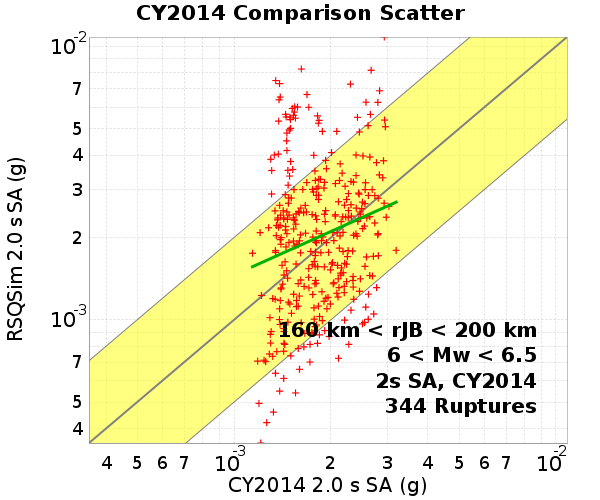 CY2014 Comparison Scatter
RSQSim 2.0 s SA (g)
10⁻²
7
5
4
3
2
10⁻³
7
5
4
160 km < rJB < 200 km
6 < Mw < 6.5
2s SA, CY2014
344 Ruptures
4 5 6 7 10⁻³ 2 3 4 5 6 7 10⁻²
CY2014 2.0 s SA (g)